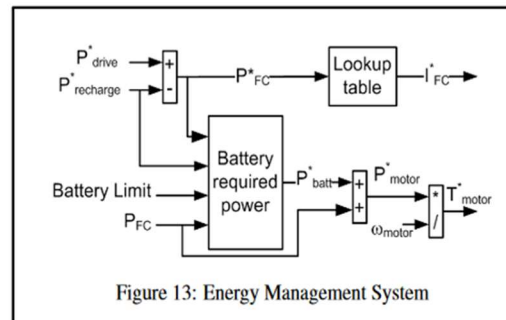 P*drive
P*recharge
+
-
P*FC
Lookup
table
I*FC
Battery
required
power
Battery Limit
PFC
P*batt
+
+
P*motor
ωmotor
*
/
T*motor
Figure 13: Energy Management System